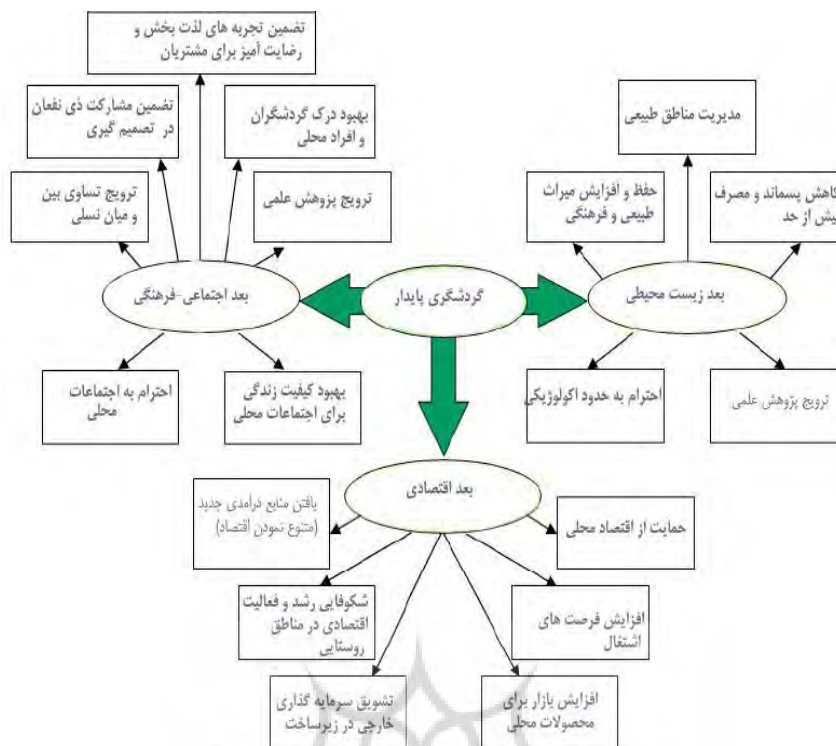 تضمین تجربه های لذت بخش و
رضایت آمیز برای مشتریان
تضمین مشارکت ذی نفعان
در تصمیم گیری
بهبود درک گردشگران
و افراد محلی
ترویج تساوی بین
و میان نسلی
ترویج پژوهش علمی
مدیریت مناطق طبیعی
حفظ و افزایش میراث
طبیعی و فرهنگی
کاهش پسماند و مصرف
بیش از حد
بعد اجتماعی-فرهنگی
گردشگری پایدار
بعد زیست محیطی
احترام به اجتماعات
محلی
بهبود کیفیت زندگی
برای اجتماعات محلی
احترام به حدود اکولوژیکی
ترویج پژوهش علمی
بعد اقتصادی
یافتن منابع درآمدی جدید
(متنوع نمودن اقتصاد)
حمایت از اقتصاد محلی
شکوفایی رشد و فعالیت
اقتصادی در مناطق
روستایی
افزایش فرصت های
اشتغال
تشویق سرمایه گذاری
خارجی در زیرساخت
افزایش بازار برای
محصولات محلی